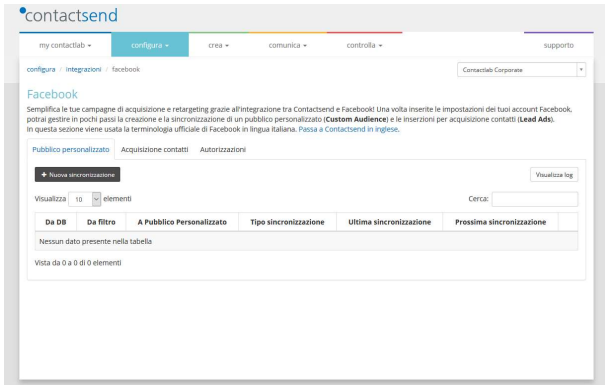 contactsend
my contactlab configura crea comunica controlla supporto
configura / integrazioni / facebook Contactlab Corporate
Facebook
Semplifica le tue campagne di acquisizione e retargeting grazie all'integrazione tra Contactsend e Facebook! Una volta inserite le impostazioni dei tuoi account Facebook,
potrai gestire in pochi passi la creazione e la sincronizzazione di un pubblico personalizzato (Custom Audience) e le inserzioni per acquisizione contatti (Lead Ads).
In questa sezione viene usata la terminologia ufficiale di Facebook in lingua italiana. Passa a Contactsend in inglese.
Pubblico personalizzato Acquisizione contatti Autorizzazioni
+ Nuova sincronizzazione Visualizza log
Visualizza 10 elementi Cerca:
Da DB Da filtro A Pubblico Personalizzato Tipo sincronizzazione Ultima sincronizzazione Prossima sincronizzazione
Nessun dato presente nella tabella
Vista da 0 a 0 di 0 elementi